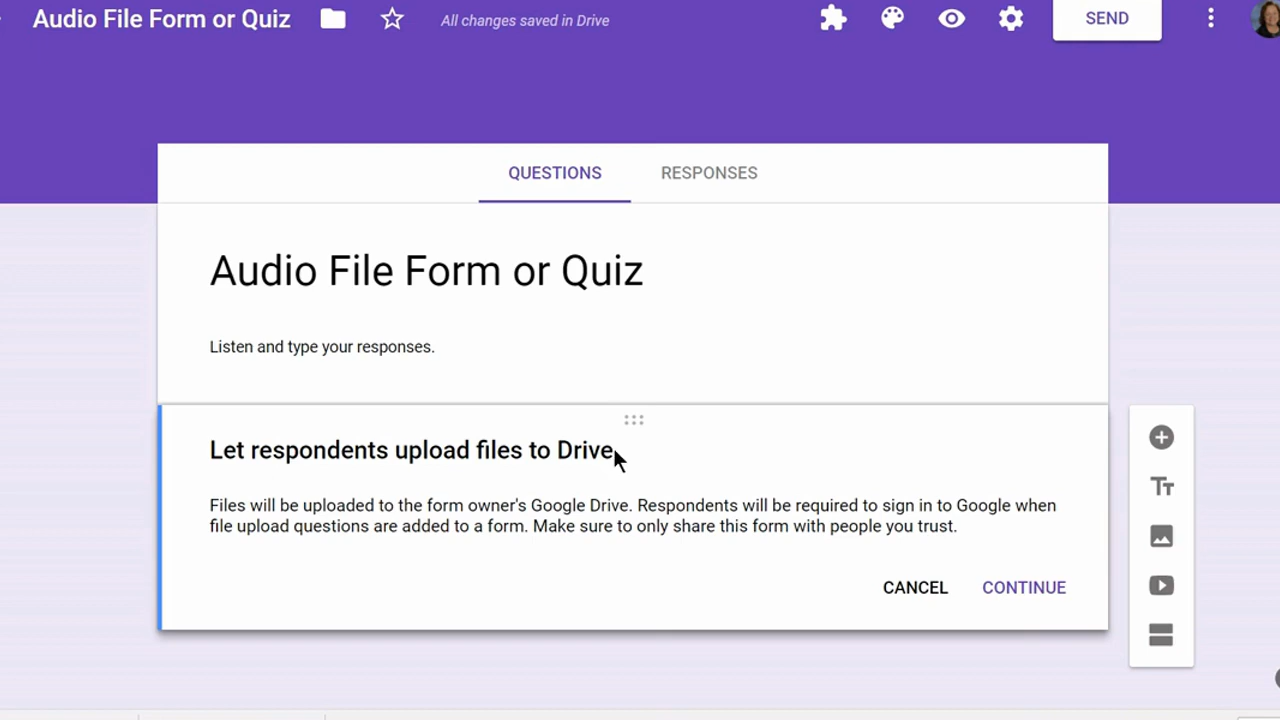 Audio File Form or Quiz
All changes saved in Drive
SEND
QUESTIONS
RESPONSES
Audio File Form or Quiz
Listen and type your responses.
Let respondents upload files to Drive
Files will be uploaded to the form owner's Google Drive. Respondents will be required to sign in to Google when
file upload questions are added to a form. Make sure to only share this form with people you trust.
CANCEL
CONTINUE
Tт